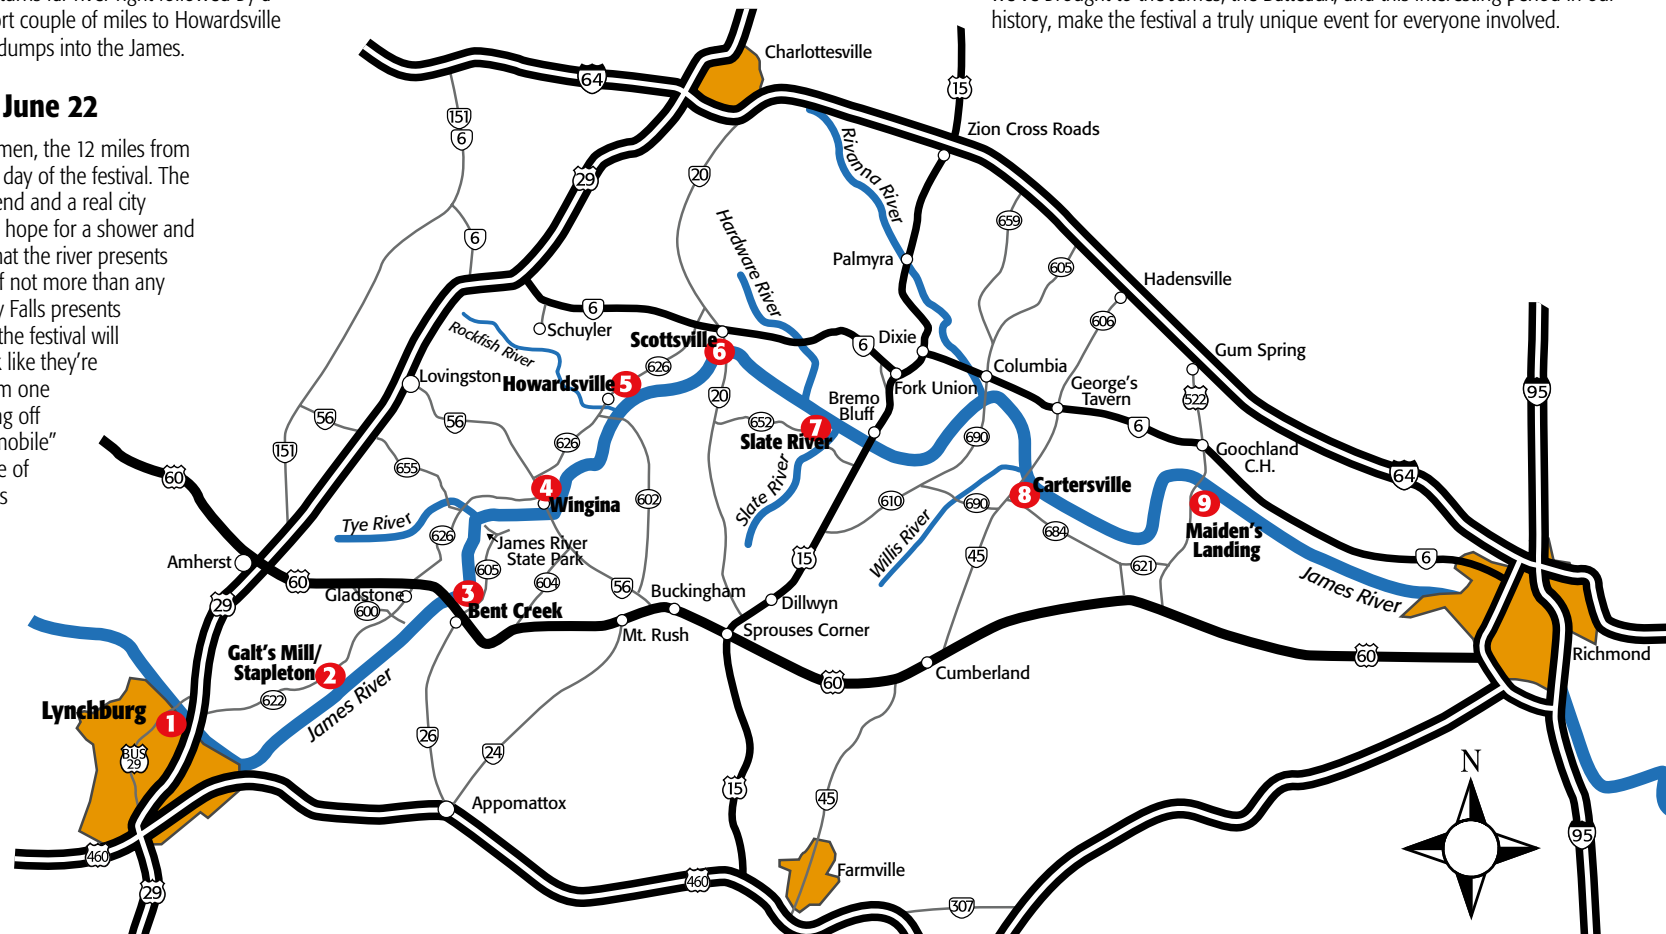 rt couple of miles to Howardsville
dumps into the James.
June 22
men, the 12 miles from
day of the festival. The
end and a real city
hope for a shower and
hat the river presents
f not more than any
y Falls presents
the festival will
k like they're
m one
ng off
mobile"
e of
s
history, make the festival a truly unique event for everyone involved.
Charlottesville
64
15
151
6
Zion Cross Roads
Rivanna River
29
20
659
6
Hardware River
605
Palmyra
Hadensville
606
6
Schuyler
Rockfish River
Scottsville
6
626
6
Dixie
Gum Spring
Columbia
Lovingston
Howardsville
5
Fork Union
George's
Tavern
522
95
20
Bremo
Bluff
56
56
652
7
Slate River
6
626
690
Goochland
C.H.
151
655
Slate River
64
60
4
Wingina
602
610
690
8
Cartersville
9
Maiden's
Landing
Tye River
626
James River
State Park
Willis River
684
Amherst
605
604
15
45
621
6
60
Gladstone
600
3
Bent Creek
56
Buckingham
Dillwyn
James River
29
Mt. Rush
Sprouses Corner
Galt's Mill/
Stapleton
2
60
Richmond
Cumberland
60
622
James River
Lynchburg
1
26
24
BUS
29
N
15
45
Appomattox
95
460
Farmville
460
29
307